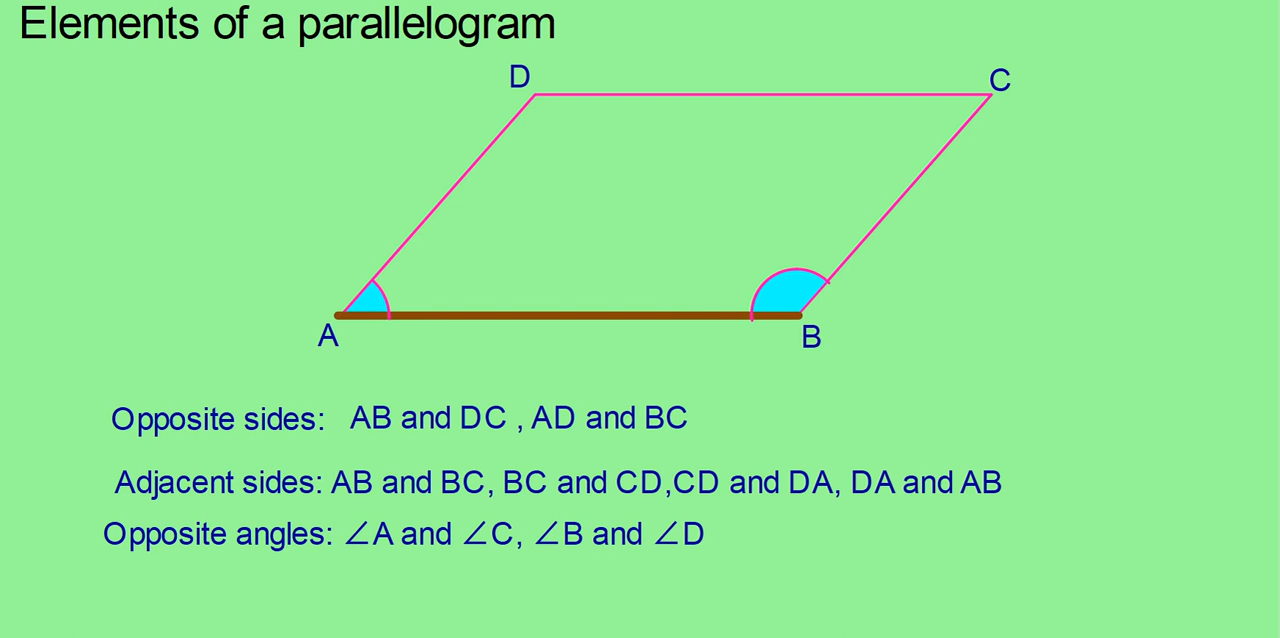 Elements of a parallelogram
D
C
A
B
Opposite sides: AB and DC , AD and BC
Adjacent sides: AB and BC, BC and CD,CD and DA, DA and AB
Opposite angles: ∠A and ∠C, ∠B and ∠D